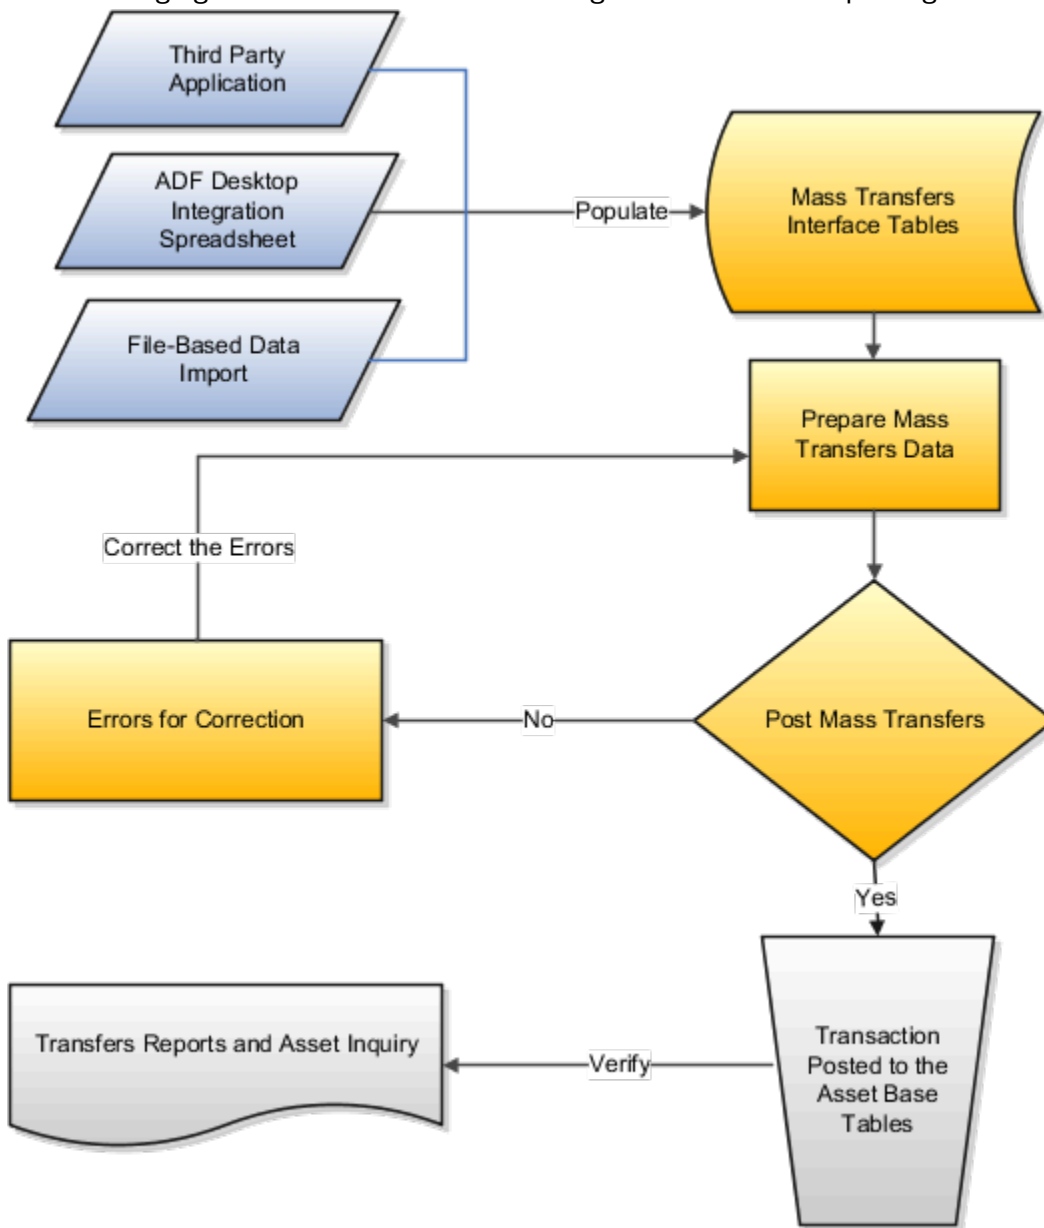 Third Party
Application
ADF Desktop
Integration
Spreadsheet
Populate
Mass Transfers
Interface Tables
File-Based Data
Import
Prepare Mass
Transfers Data
Correct the Errors
Errors for Correction
No
Post Mass Transfers
Yes
Transfers Reports and Asset Inquiry
Verify
Transaction
Posted to the
Asset Base
Tables